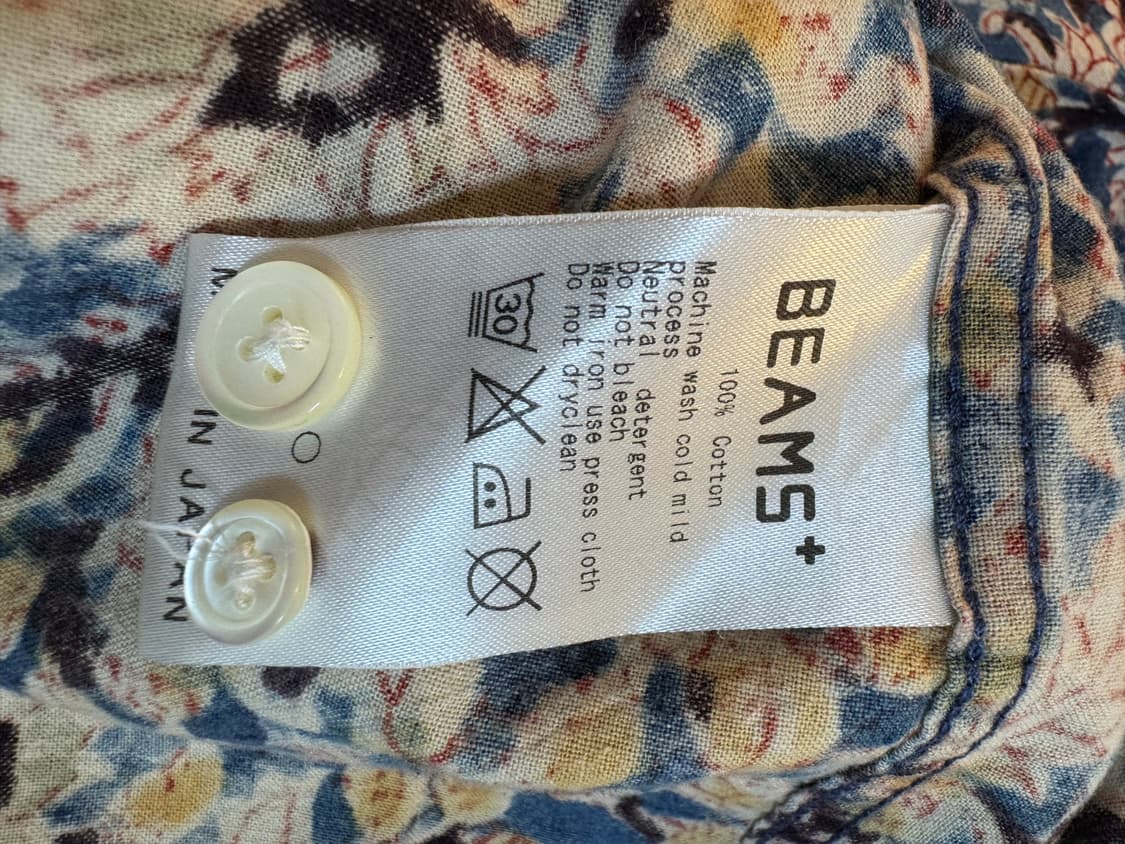 BEAMS+
100% Cotton
Machine wash cold mild
process
Neutral detergent
Do not bleach
Warm iron use press cloth
Do not dryclean
30
IN JAPAN